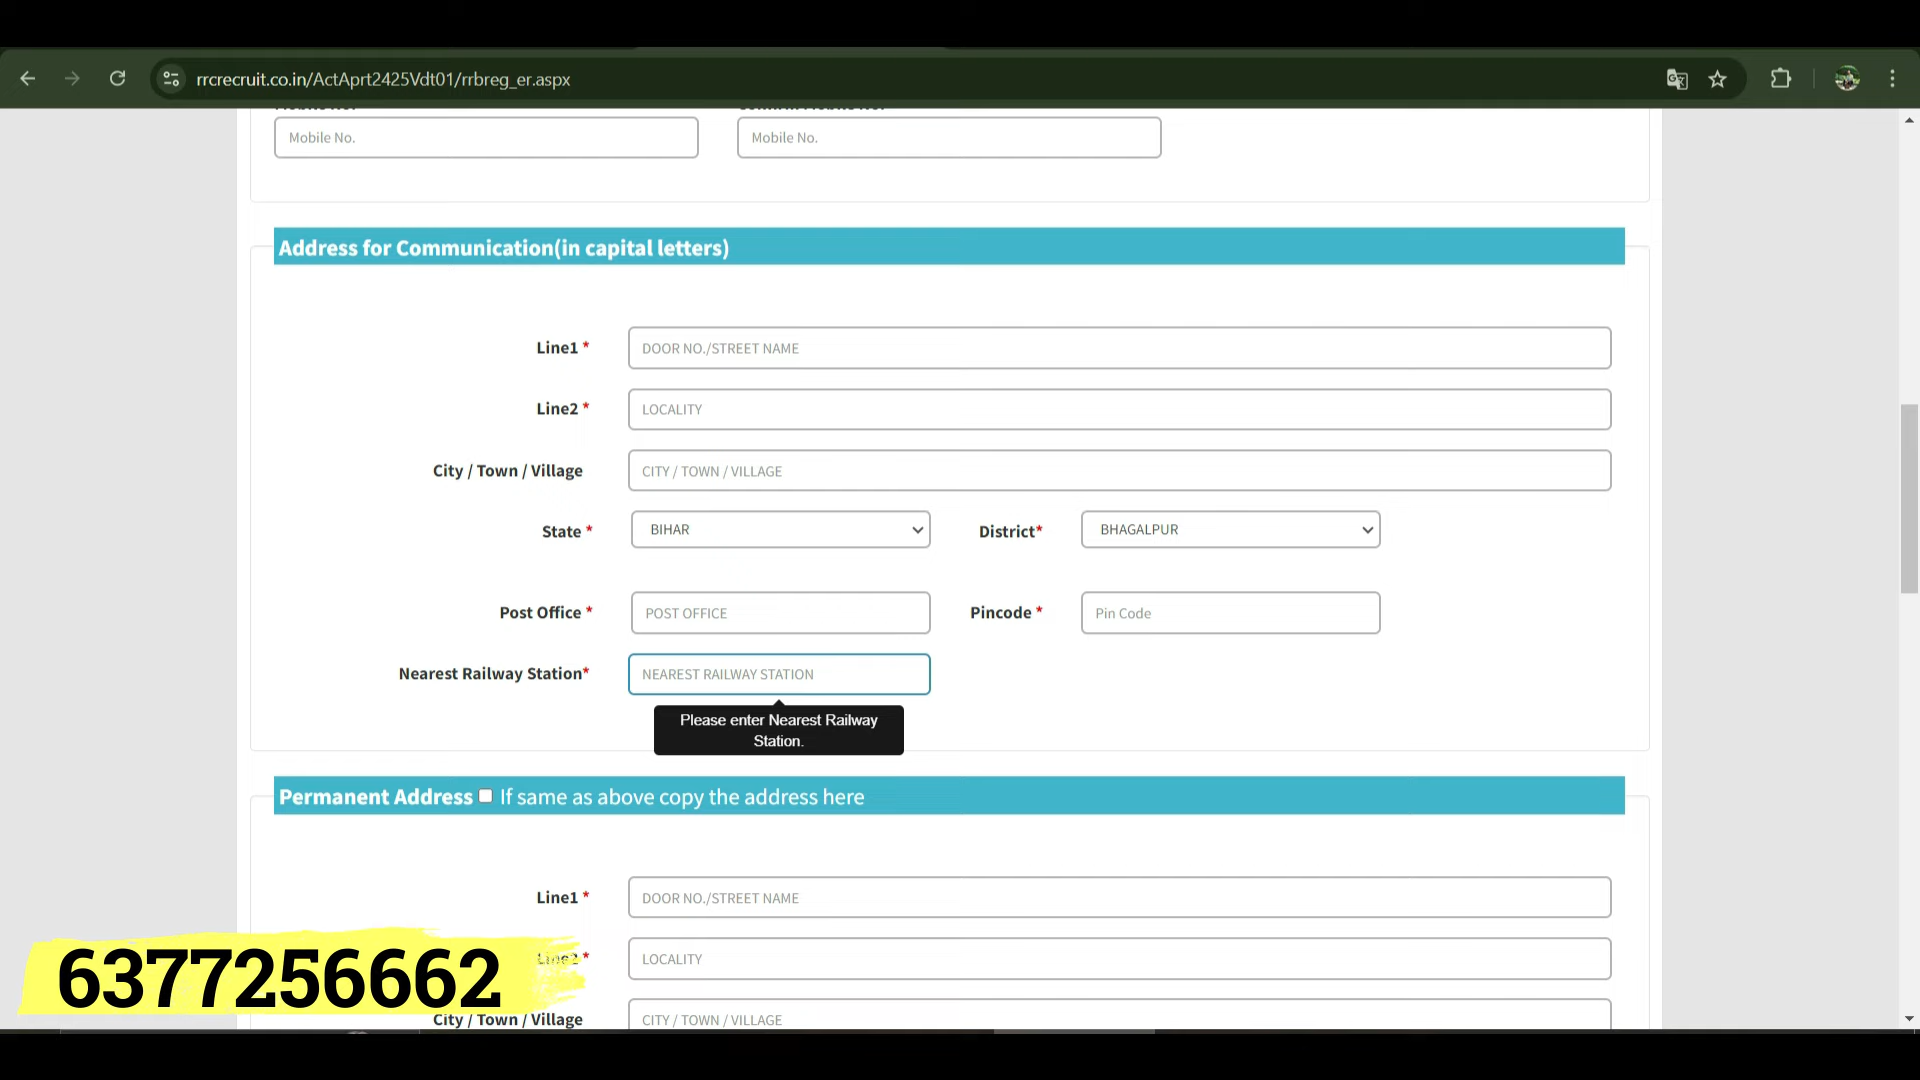 rrcrecruit.co.in/ActAprt2425Vdt01/rrbreg_er.aspx
Mobile No. Mobile No.
Address for Communication(in capital letters)
Line1 * DOOR NO./STREET NAME
Line2 * LOCALITY
City / Town / Village CITY / TOWN / VILLAGE
State * BIHAR District* BHAGALPUR
Post Office * POST OFFICE Pincode * Pin Code
Nearest Railway Station* NEAREST RAILWAY STATION
Please enter Nearest Railway
Station.
Permanent Address If same as above copy the address here
Line1 * DOOR NO./STREET NAME
Line2 * LOCALITY
6377256662
City / Town / Village CITY / TOWN / VILLAGE